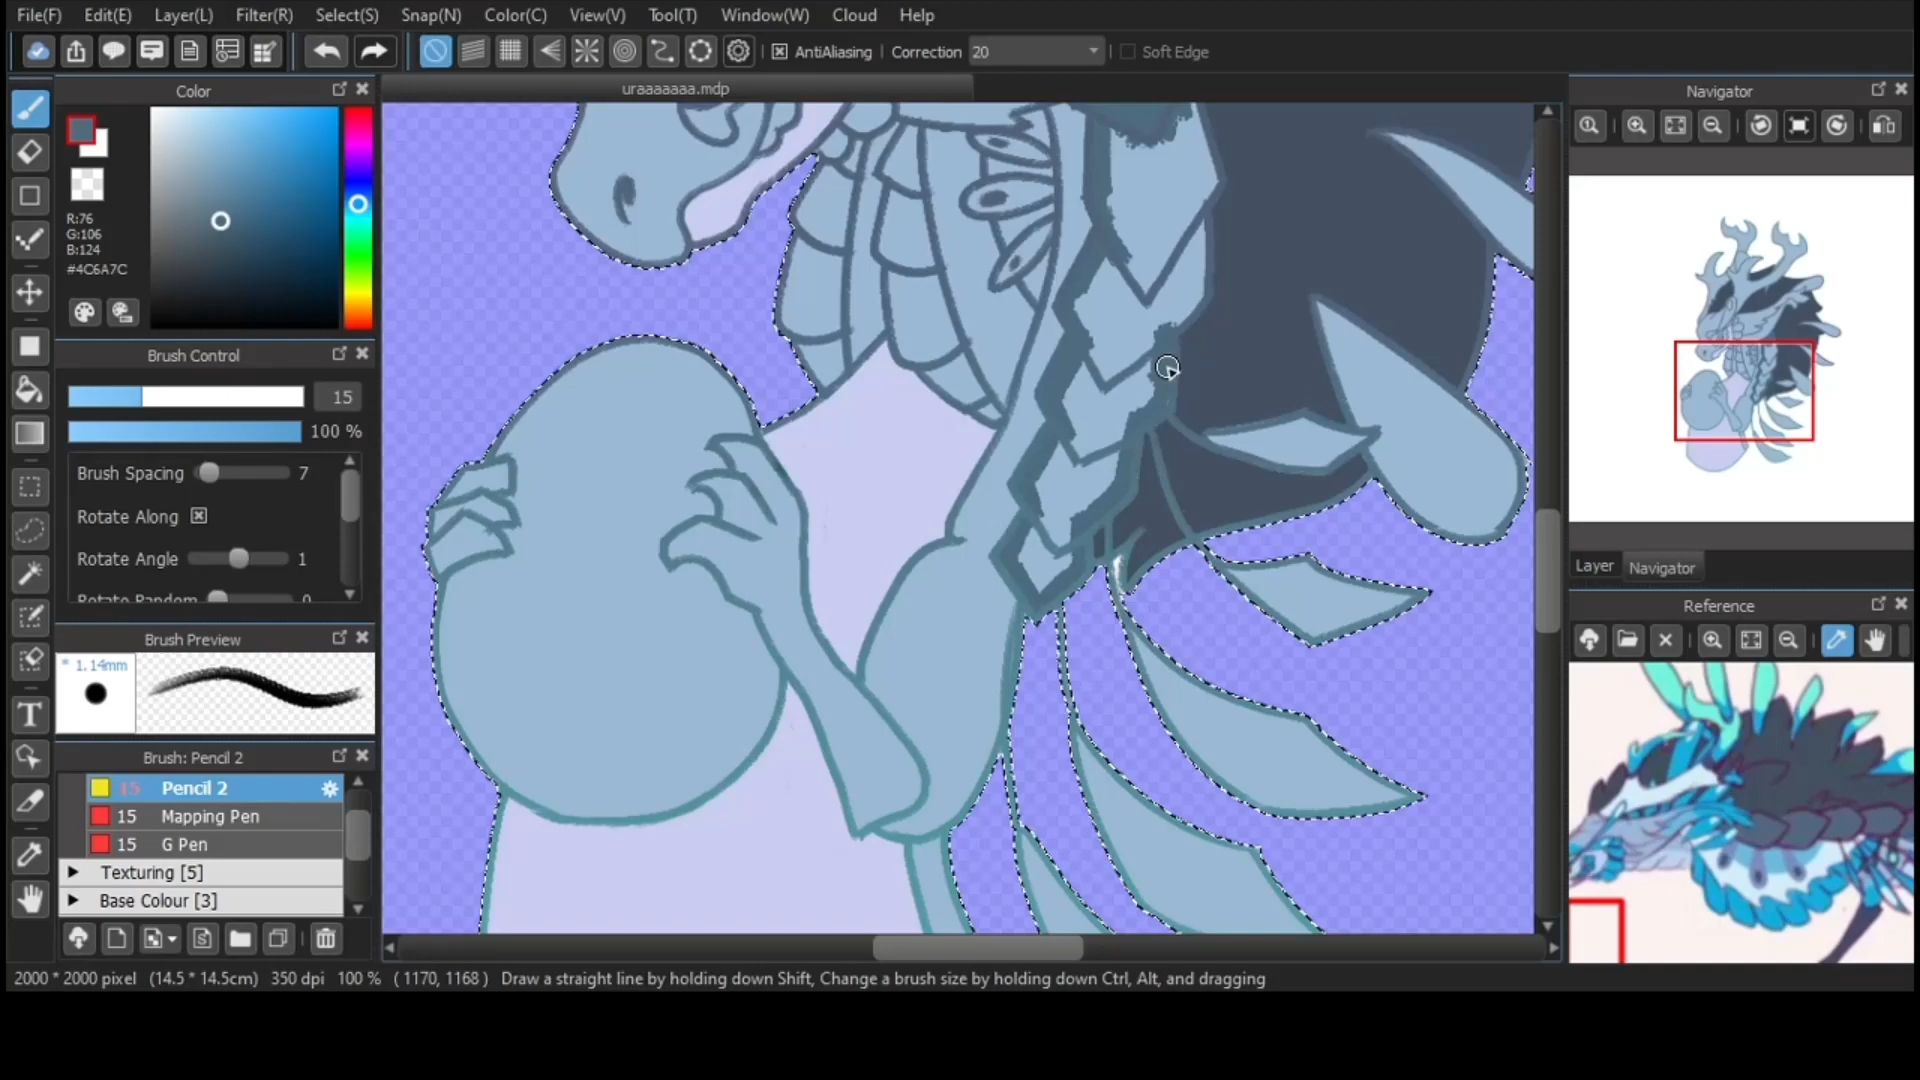 File(F) Edit(E) Layer(L) Filter(R) Select(S) Snap(N) Color(C) View(V) Tool(T) Window(W) Cloud Help
AntiAliasing Correction 20 Soft Edge
Color
uraaaaaaa.mdp
Navigator
R:76
G:106
B:124
#4C6A7C
Brush Control
15
100 %
Brush Spacing 7
Rotate Along
Rotate Angle 1
Rotate Random 0
Layer Navigator
Reference
Brush Preview
* 1.14mm
Brush: Pencil 2
15 Pencil 2
15 Mapping Pen
15 G Pen
Texturing [5]
Base Colour [3]
2000 * 2000 pixel (14.5 * 14.5cm) 350 dpi 100 % ( 1170, 1168 ) Draw a straight line by holding down Shift, Change a brush size by holding down Ctrl, Alt, and dragging